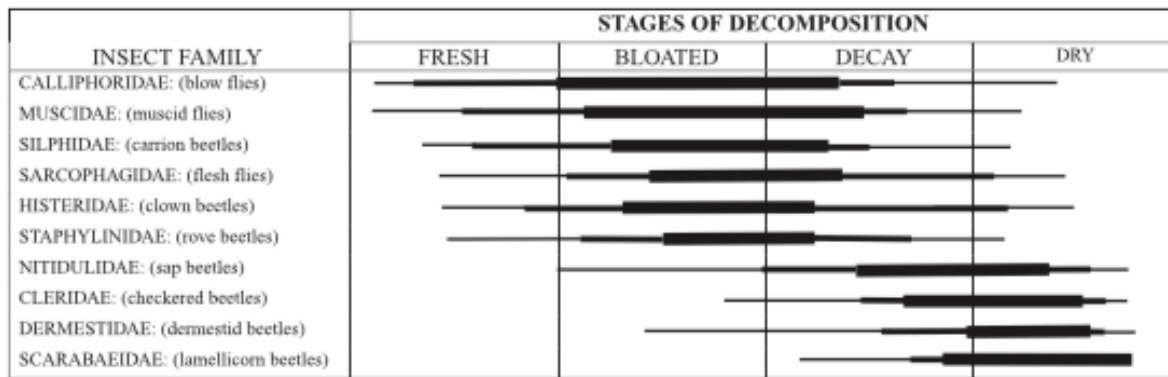 STAGES OF DECOMPOSITION
INSECT FAMILY FRESH BLOATED DECAY DRY
CALLIPHORIDAE: (blow flies)
MUSCIDAE: (muscid flies)
SILPHIDAE: (carrion beetles)
SARCOPHAGIDAE: (flesh flies)
HISTERIDAE: (clown beetles)
STAPHYLINIDAE: (rove beetles)
NITIDULIDAE: (sap beetles)
CLERIDAE: (checkered beetles)
DERMESTIDAE: (dermestid beetles)
SCARABAEIDAE: (lamellicorn beetles)